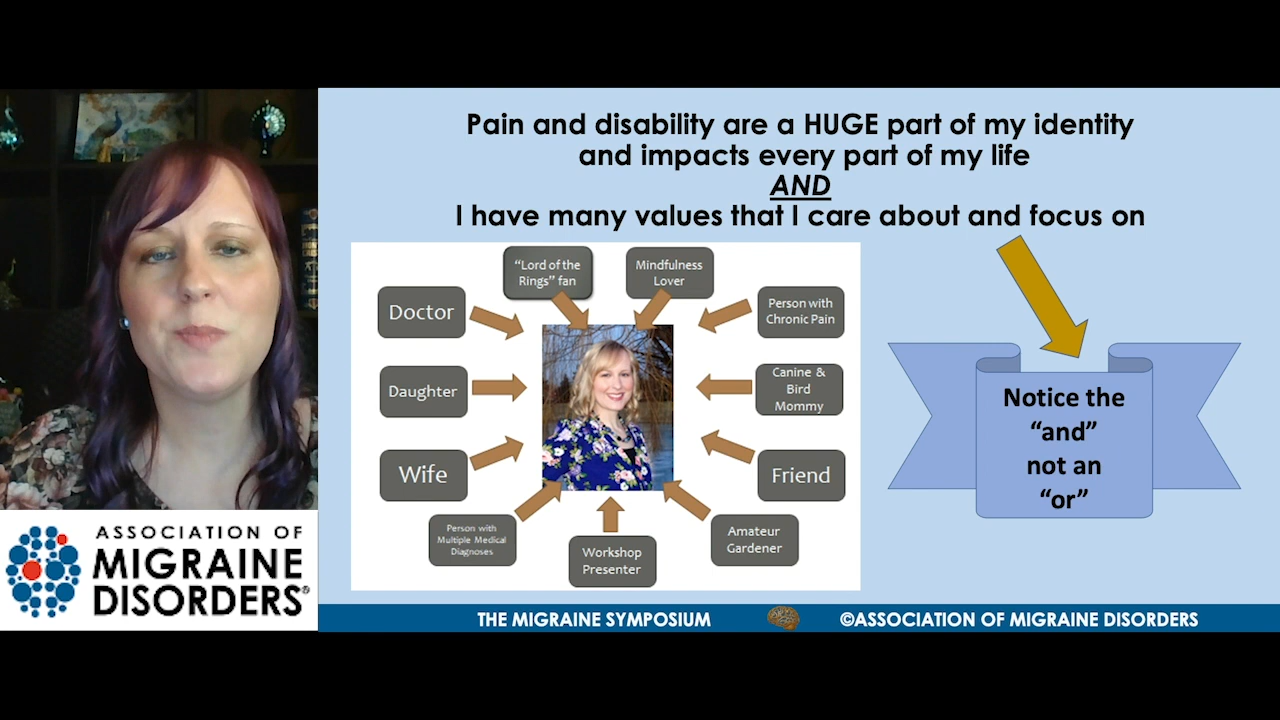 Pain and disability are a HUGE part of my identity
and impacts every part of my life
AND
I have many values that I care about and focus on
“Lord of the
Rings” fan
Mindfulness
Lover
Doctor
Person with
Chronic Pain
Daughter
Canine &
Bird
Mommy
Wife
Friend
Person with
Multiple Medical
Diagnoses
Workshop
Presenter
Amateur
Gardener
Notice the
“and”
not an
“or”
ASSOCIATION OF
MIGRAINE
DISORDERS®
THE MIGRAINE SYMPOSIUM
©ASSOCIATION OF MIGRAINE DISORDERS